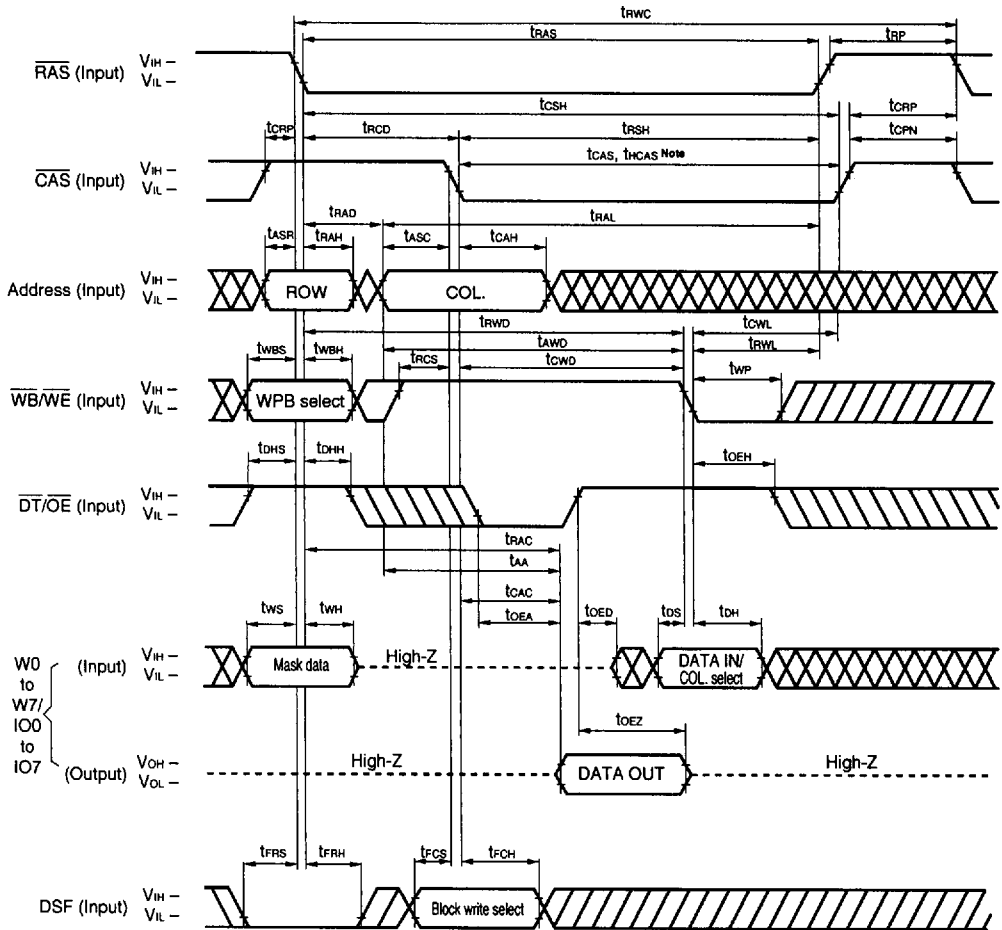 tRWC
tRAS
tRP
RAS (Input) VIH – VIL –
tCSH
tCRP
tCRP
tRCD
tRSH
tCPN
tCAS, tHCAS Note
CAS (Input) VIH – VIL –
tRAD
tRAL
tASR
tRAH
tASC
tCAH
Address (Input) VIH – VIL –
ROW
COL.
tRWD
tCWL
tAWD
tRWL
tWBS
tWBH
tRCS
tCWD
tWP
WB/WE (Input) VIH – VIL –
WPB select
tDHS
tDHH
tOEH
DT/OE (Input) VIH – VIL –
tRAC
tAA
tCAC
tOEA
tWS
tWH
tOED
tDS
tDH
W0
to
W7/
IO0
to
IO7
(Input) VIH – VIL –
Mask data
High-Z
DATA IN/
COL. select
tOEZ
(Output) VOH – VOL –
High-Z
DATA OUT
High-Z
tFRS
tFRH
tFCS
tFCH
DSF (Input) VIH – VIL –
Block write select